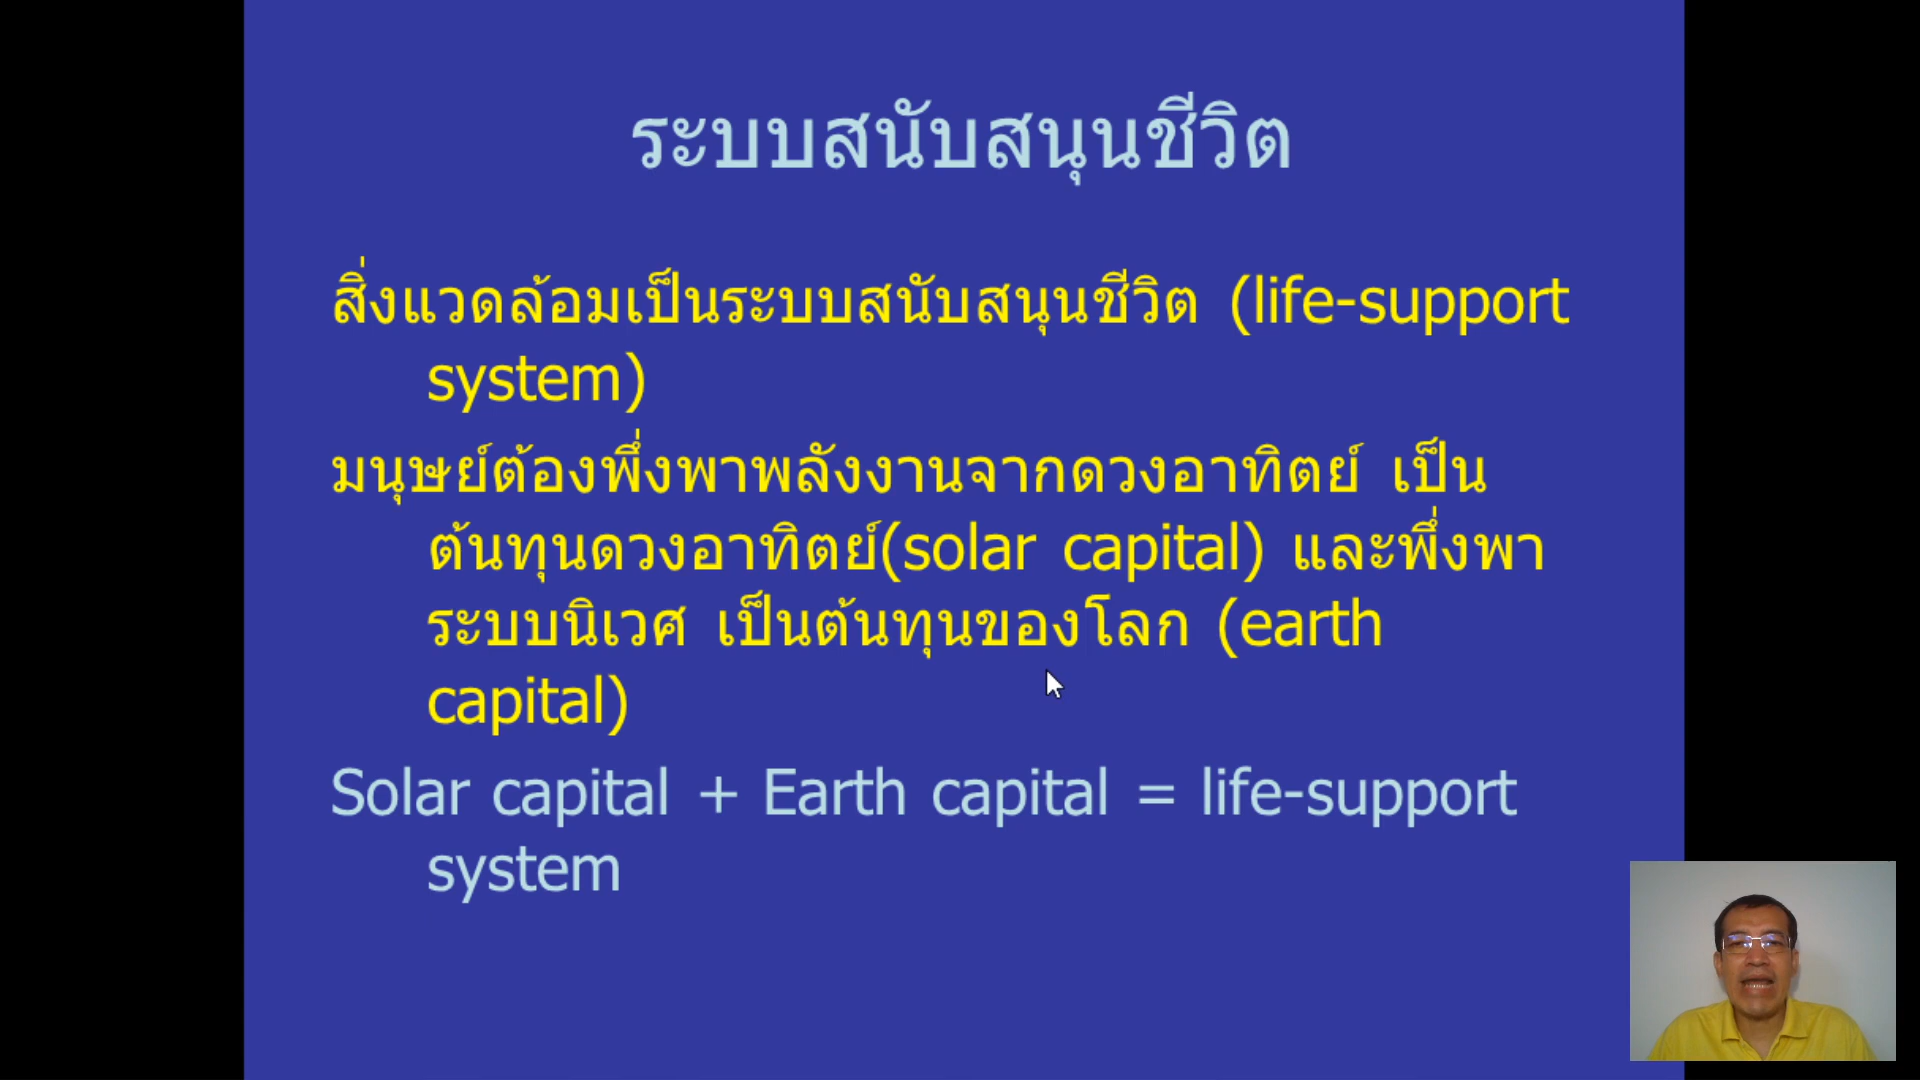 ระบบสนับสนุนชีวิต
สิ่งแวดล้อมเป็นระบบสนับสนุนชีวิต (life-support
system)
มนุษย์ต้องพึ่งพาพลังงานจากดวงอาทิตย์ เป็น
ต้นทุนดวงอาทิตย์(solar capital) และพึ่งพา
ระบบนิเวศ เป็นต้นทุนของโลก (earth
capital)
Solar capital + Earth capital = life-support
system